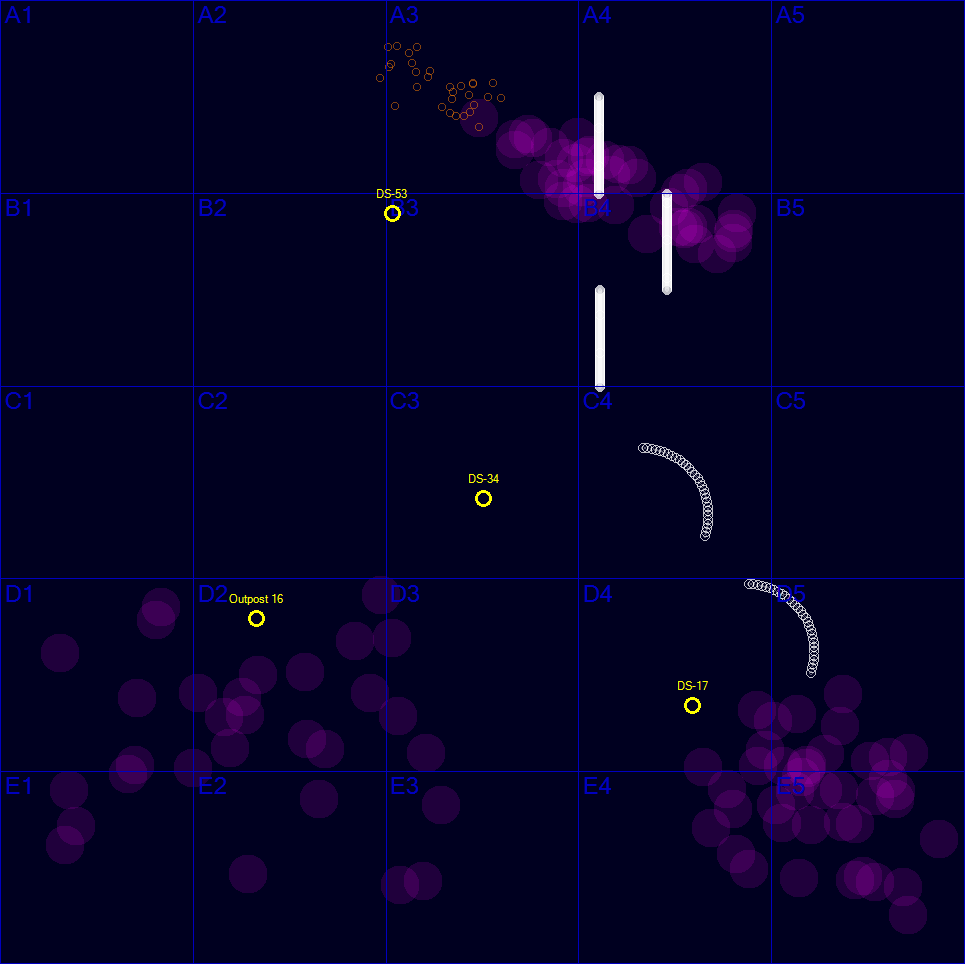 A1 A2 A3 A4 A5
DS-53
B1 B2 B3 B4 B5
C1 C2 C3 C4 C5
DS-34
D1 D2 D3 D4 D5
Outpost 16
DS-17
E1 E2 E3 E4 E5